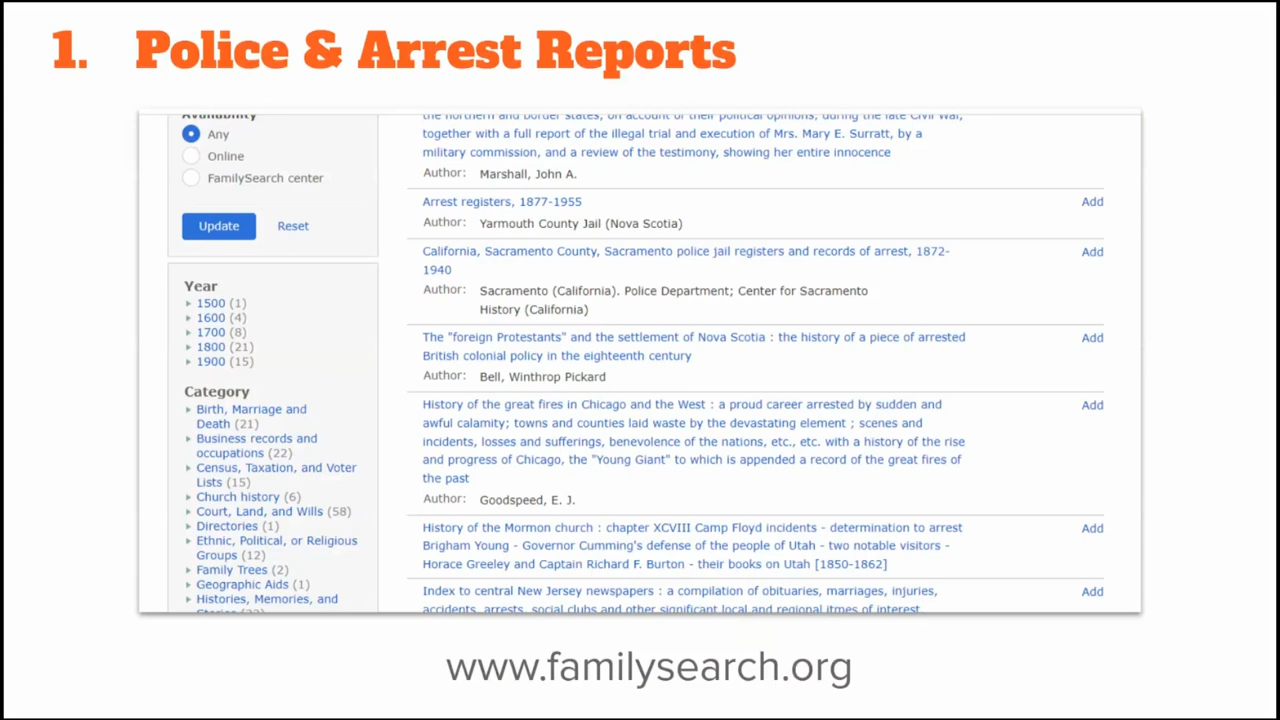 1. Police & Arrest Reports
Availability
Any
Online
FamilySearch center
Update Reset
Year
1500 (1)
1600 (4)
1700 (8)
1800 (21)
1900 (15)
Category
Birth, Marriage and
Death (21)
Business records and
occupations (22)
Census, Taxation, and Voter
Lists (15)
Church history (6)
Court, Land, and Wills (58)
Directories (1)
Ethnic, Political, or Religious
Groups (12)
Family Trees (2)
Geographic Aids (1)
Histories, Memories, and
the northern and border states, on account of their political opinions, during the late Civil War,
together with a full report of the illegal trial and execution of Mrs. Mary E. Surratt, by a
military commission, and a review of the testimony, showing her entire innocence
Author: Marshall, John A.
Arrest registers, 1877-1955 Add
Author: Yarmouth County Jail (Nova Scotia)
California, Sacramento County, Sacramento police jail registers and records of arrest, 1872- Add
1940
Author: Sacramento (California). Police Department; Center for Sacramento
History (California)
The "foreign Protestants" and the settlement of Nova Scotia : the history of a piece of arrested Add
British colonial policy in the eighteenth century
Author: Bell, Winthrop Pickard
History of the great fires in Chicago and the West : a proud career arrested by sudden and Add
awful calamity; towns and counties laid waste by the devastating element ; scenes and
incidents, losses and sufferings, benevolence of the nations, etc., etc. with a history of the rise
and progress of Chicago, the "Young Giant" to which is appended a record of the great fires of
the past
Author: Goodspeed, E. J.
History of the Mormon church : chapter XCVIII Camp Floyd incidents - determination to arrest Add
Brigham Young - Governor Cumming's defense of the people of Utah - two notable visitors -
Horace Greeley and Captain Richard F. Burton - their books on Utah [1850-1862]
Index to central New Jersey newspapers : a compilation of obituaries, marriages, injuries, Add
accidents, arrests, social clubs and other significant local and regional itmes of interest
www.familysearch.org